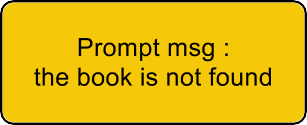 Prompt msg :
the book is not found